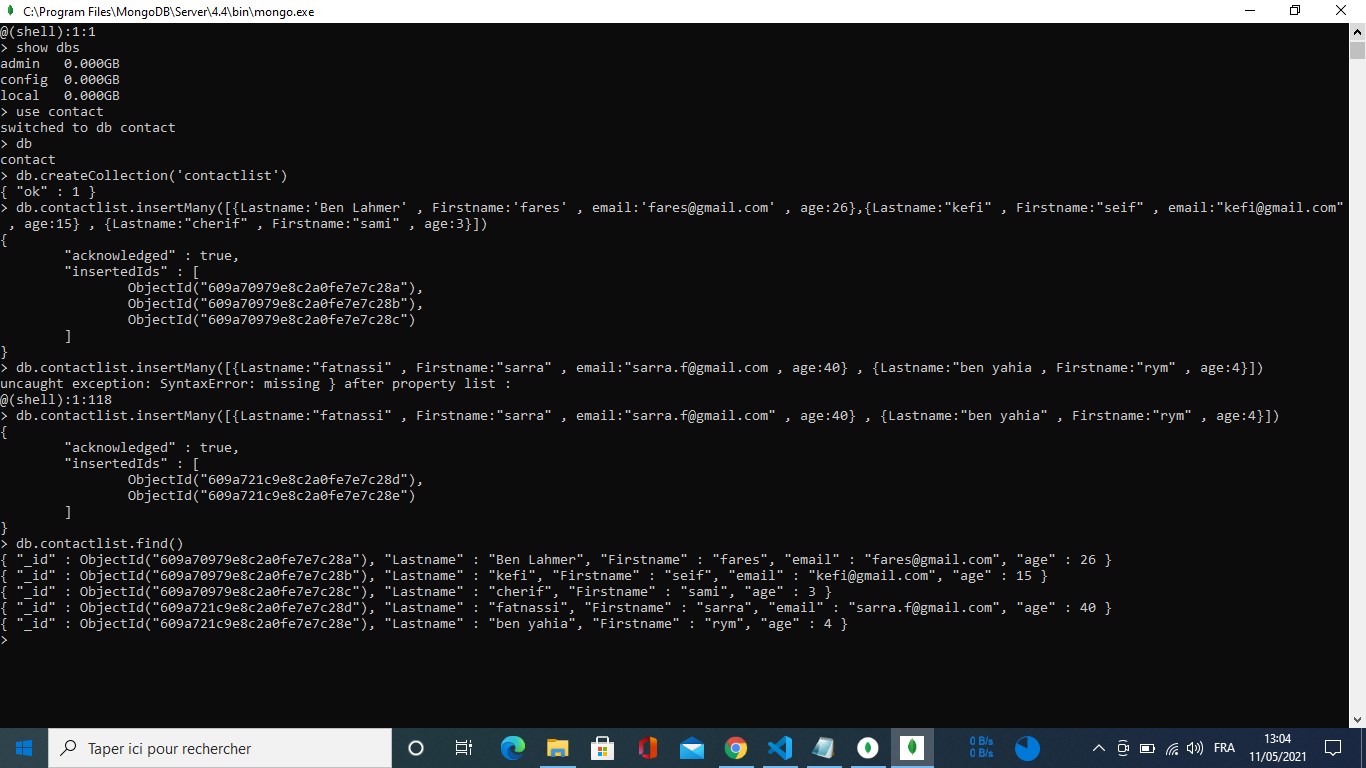 C:\Program Files\MongoDB\Server\4.4\bin\mongo.exe
@(shell):1:1
> show dbs
admin   0.000GB
config  0.000GB
local   0.000GB
> use contact
switched to db contact
> db
contact
> db.createCollection('contactlist')
{ "ok" : 1 }
> db.contactlist.insertMany([{Lastname:'Ben Lahmer' , Firstname:'fares' , email:'fares@gmail.com' , age:26},{Lastname:"kefi" , Firstname:"seif" , email:"kefi@gmail.com"
 , age:15} , {Lastname:"cherif" , Firstname:"sami" , age:3}])
{
        "acknowledged" : true,
        "insertedIds" : [
                ObjectId("609a70979e8c2a0fe7e7c28a"),
                ObjectId("609a70979e8c2a0fe7e7c28b"),
                ObjectId("609a70979e8c2a0fe7e7c28c")
        ]
}
> db.contactlist.insertMany([{Lastname:"fatnassi" , Firstname:"sarra" , email:"sarra.f@gmail.com , age:40} , {Lastname:"ben yahia , Firstname:"rym" , age:4}])
uncaught exception: SyntaxError: missing } after property list :
@(shell):1:118
> db.contactlist.insertMany([{Lastname:"fatnassi" , Firstname:"sarra" , email:"sarra.f@gmail.com" , age:40} , {Lastname:"ben yahia" , Firstname:"rym" , age:4}])
{
        "acknowledged" : true,
        "insertedIds" : [
                ObjectId("609a721c9e8c2a0fe7e7c28d"),
                ObjectId("609a721c9e8c2a0fe7e7c28e")
        ]
}
> db.contactlist.find()
{ "_id" : ObjectId("609a70979e8c2a0fe7e7c28a"), "Lastname" : "Ben Lahmer", "Firstname" : "fares", "email" : "fares@gmail.com", "age" : 26 }
{ "_id" : ObjectId("609a70979e8c2a0fe7e7c28b"), "Lastname" : "kefi", "Firstname" : "seif", "email" : "kefi@gmail.com", "age" : 15 }
{ "_id" : ObjectId("609a70979e8c2a0fe7e7c28c"), "Lastname" : "cherif", "Firstname" : "sami", "age" : 3 }
{ "_id" : ObjectId("609a721c9e8c2a0fe7e7c28d"), "Lastname" : "fatnassi", "Firstname" : "sarra", "email" : "sarra.f@gmail.com", "age" : 40 }
{ "_id" : ObjectId("609a721c9e8c2a0fe7e7c28e"), "Lastname" : "ben yahia", "Firstname" : "rym", "age" : 4 }
>
Taper ici pour rechercher
0 B/s
0 B/s
FRA
13:04
11/05/2021